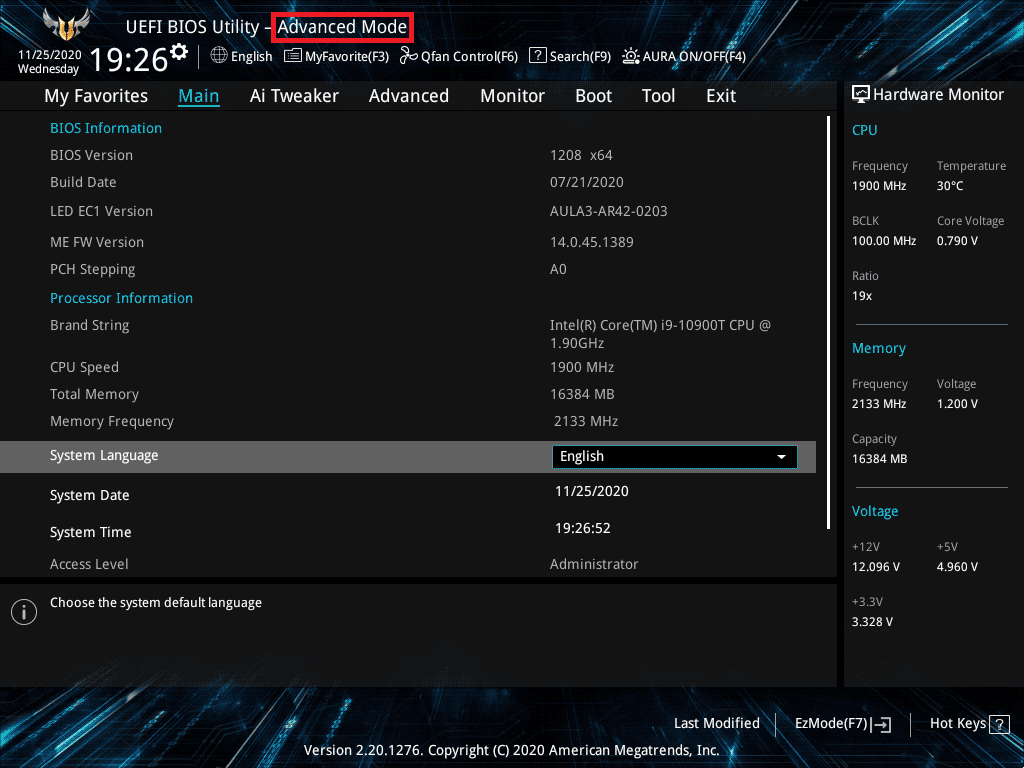 UEFI BIOS Utility – Advanced Mode
11/25/2020
Wednesday
19:26
English MyFavorite(F3) Qfan Control(F6) ? Search(F9) AURA ON/OFF(F4)
My Favorites Main Ai Tweaker Advanced Monitor Boot Tool Exit
BIOS Information
BIOS Version 1208 x64
Build Date 07/21/2020
LED EC1 Version AULA3-AR42-0203
ME FW Version 14.0.45.1389
PCH Stepping A0
Processor Information
Brand String Intel(R) Core(TM) i9-10900T CPU @
1.90GHz
CPU Speed 1900 MHz
Total Memory 16384 MB
Memory Frequency 2133 MHz
System Language English
System Date 11/25/2020
System Time 19:26:52
Access Level Administrator
i Choose the system default language
Hardware Monitor
CPU
Frequency Temperature
1900 MHz 30°C
BCLK Core Voltage
100.00 MHz 0.790 V
Ratio
19x
Memory
Frequency Voltage
2133 MHz 1.200 V
Capacity
16384 MB
Voltage
+12V +5V
12.096 V 4.960 V
+3.3V
3.328 V
Last Modified EzMode(F7) Hot Keys ?
Version 2.20.1276. Copyright (C) 2020 American Megatrends, Inc.